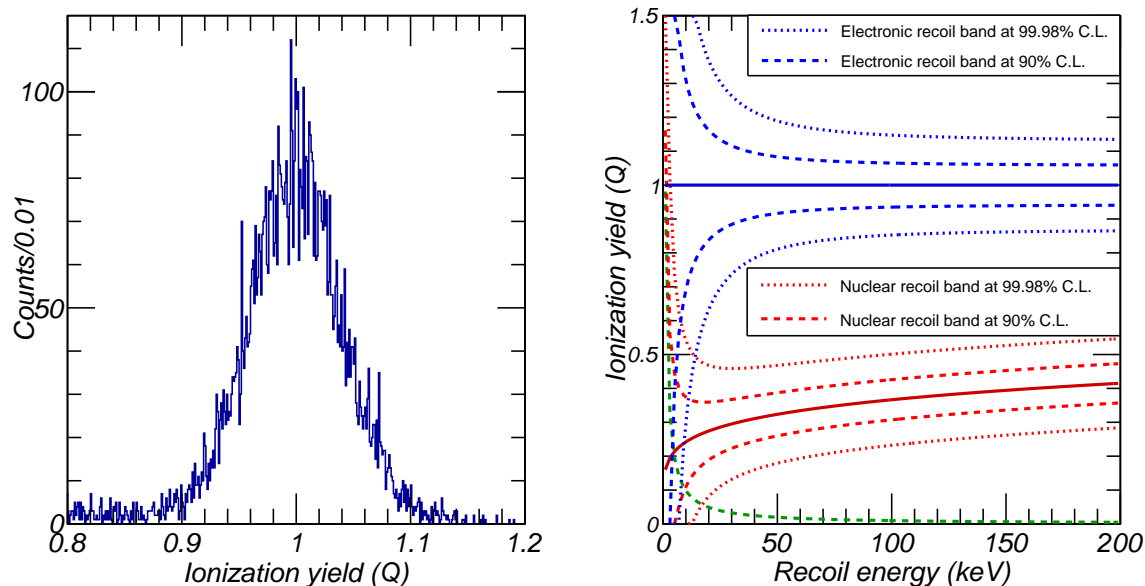 Counts/0.01
100
50
0
0.8 0.9 1 1.1 1.2
Ionization yield (Q)
Ionization yield (Q)
1.5
1
0.5
0
Electronic recoil band at 99.98% C.L.
Electronic recoil band at 90% C.L.
Nuclear recoil band at 99.98% C.L.
Nuclear recoil band at 90% C.L.
0 50 100 150 200
Recoil energy (keV)